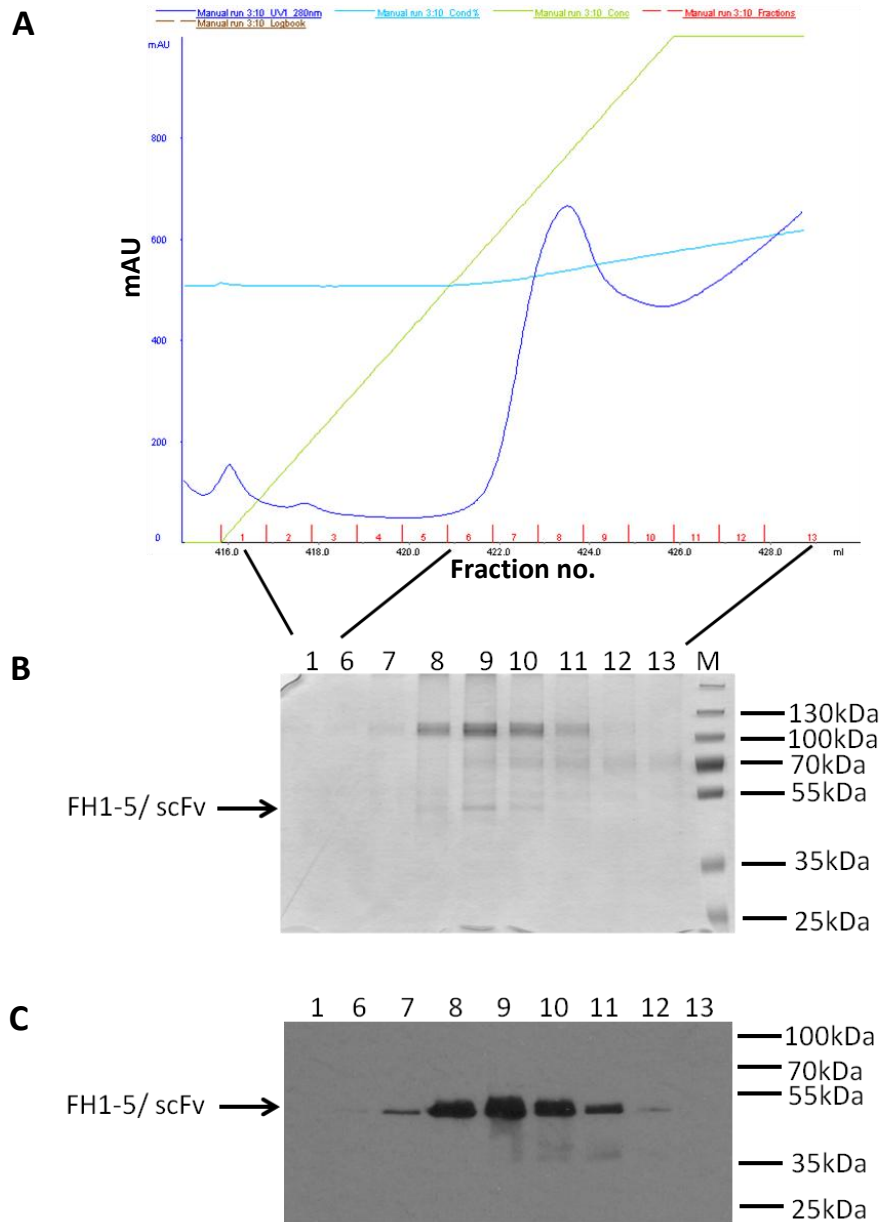 A
Manual run 3:10_UV1_280nm Manual run 3:10_Cond% Manual run 3:10_Conc Manual run 3:10_Fractions
Manual run 3:10_Logbook
mAU
800
600
400
200
0
mAU
1 2 3 4 5 6 7 8 9 10 11 12 13
416.0 418.0 420.0 422.0 424.0 426.0 428.0 ml
Fraction no.
B
1 6 7 8 9 10 11 12 13 M
130kDa
100kDa
70kDa
55kDa
FH1-5/ scFv
35kDa
25kDa
C
1 6 7 8 9 10 11 12 13
100kDa
70kDa
55kDa
FH1-5/ scFv
35kDa
25kDa